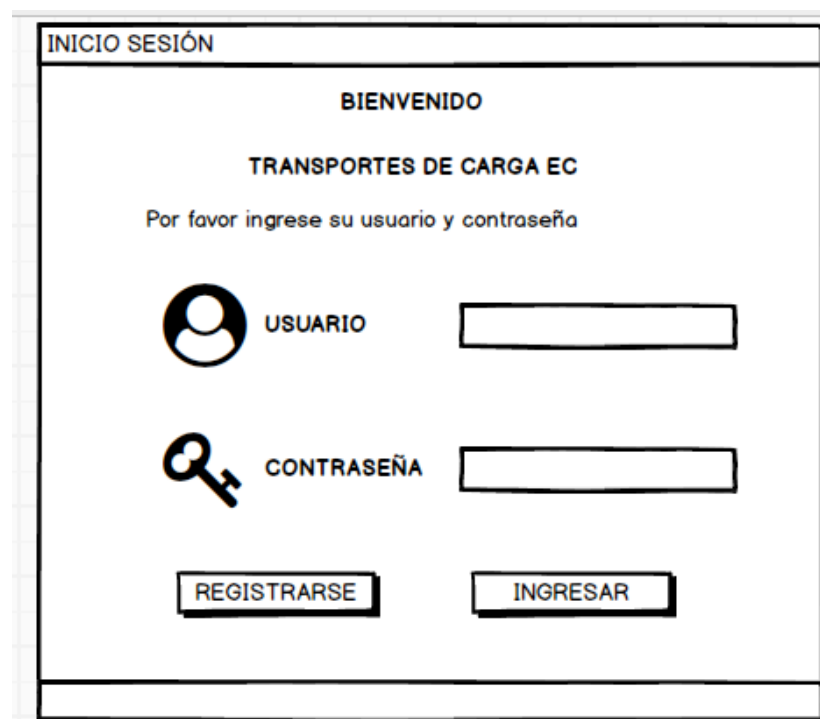 INICIO SESIÓN
BIENVENIDO
TRANSPORTES DE CARGA EC
Por favor ingrese su usuario y contraseña
USUARIO
CONTRASEÑA
REGISTRARSE INGRESAR